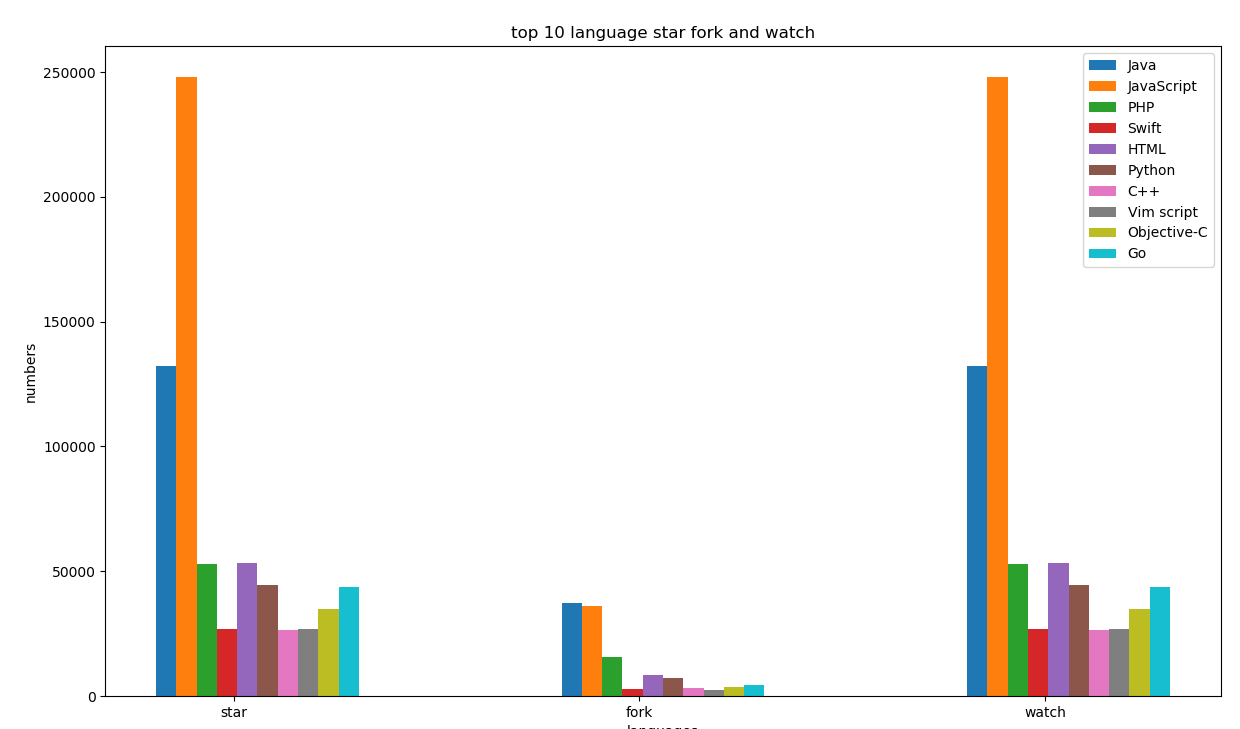 top 10 language star fork and watch
250000
200000
150000
100000
50000
0
numbers
star
fork
watch
languages
Java
JavaScript
PHP
Swift
HTML
Python
C++
Vim script
Objective-C
Go